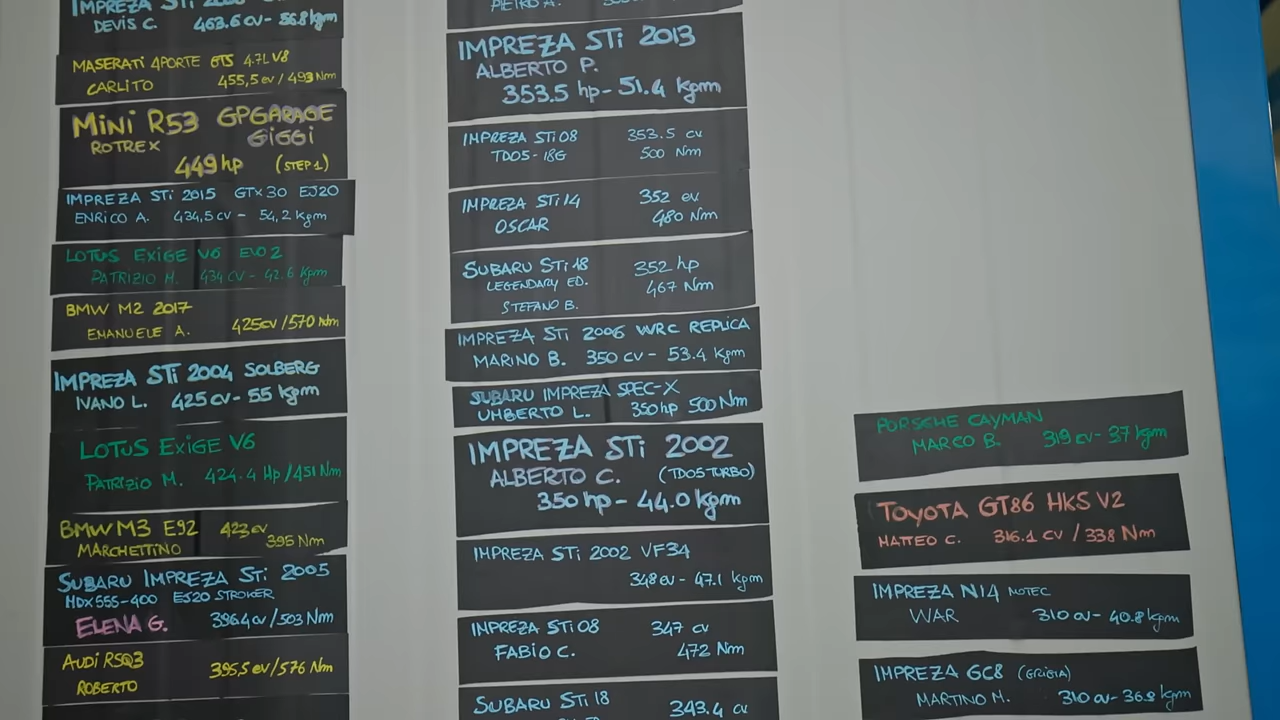 IMPREZA STi
DEVIS C. 463.6 cv - 56.8 kgm
MASERATI 4PORTE GTS 4.7L V8
CARLITO 455,5 cv / 493 Nm
MINI R53 GPGARAGE
ROTREX GIGGI
449 hp (STEP 1)
IMPREZA STi 2015 GTX30 EJ20
ENRICO A. 434,5 cv - 54,2 kgm
LOTUS EXIGE V6 EVO 2
PATRIZIO M. 434 cv - 42.6 kgm
BMW M2 2017
EMANUELE A. 425 cv / 570 Nm
IMPREZA STi 2004 SOLBERG
IVANO L. 425 cv - 55 kgm
LOTUS EXIGE V6
PATRIZIO M. 424.4 Hp / 451 Nm
BMW M3 E92 423 cv
MARCHETTINO 395 Nm
SUBARU IMPREZA STi 2005
HDX555-400 EJ20 STROKER
ELENA G. 396.4 cv / 503 Nm
AUDI RSQ3
ROBERTO 395,5 cv / 576 Nm
PIETRO A.
IMPREZA STi 2013
ALBERTO P.
353.5 hp - 51.4 kgm
IMPREZA STi 08 353.5 cv
TD05-18G 500 Nm
IMPREZA STi 14 352 cv
OSCAR 480 Nm
SUBARU STi 18 352 hp
LEGENDARY ED. 467 Nm
STEFANO B.
IMPREZA STi 2006 WRC REPLICA
MARINO B. 350 cv - 53.4 kgm
SUBARU IMPREZA SPEC-X
UMBERTO L. 350 hp 500 Nm
IMPREZA STi 2002
ALBERTO C. (TD05 TURBO)
350 hp - 44.0 kgm
IMPREZA STi 2002 VF34
348 cv - 47.1 kgm
IMPREZA STi 08 347 cv
FABIO C. 472 Nm
SUBARU STi 18 343.4 cv
PORSCHE CAYMAN
MARCO B. 319 cv - 37 kgm
TOYOTA GT86 HKS V2
MATTEO C. 316.1 CV / 338 Nm
IMPREZA N14 MOTEC
WAR 310 cv - 40.8 kgm
IMPREZA GC8 (GRIGIA)
MARTINO M. 310 cv - 36.8 kgm